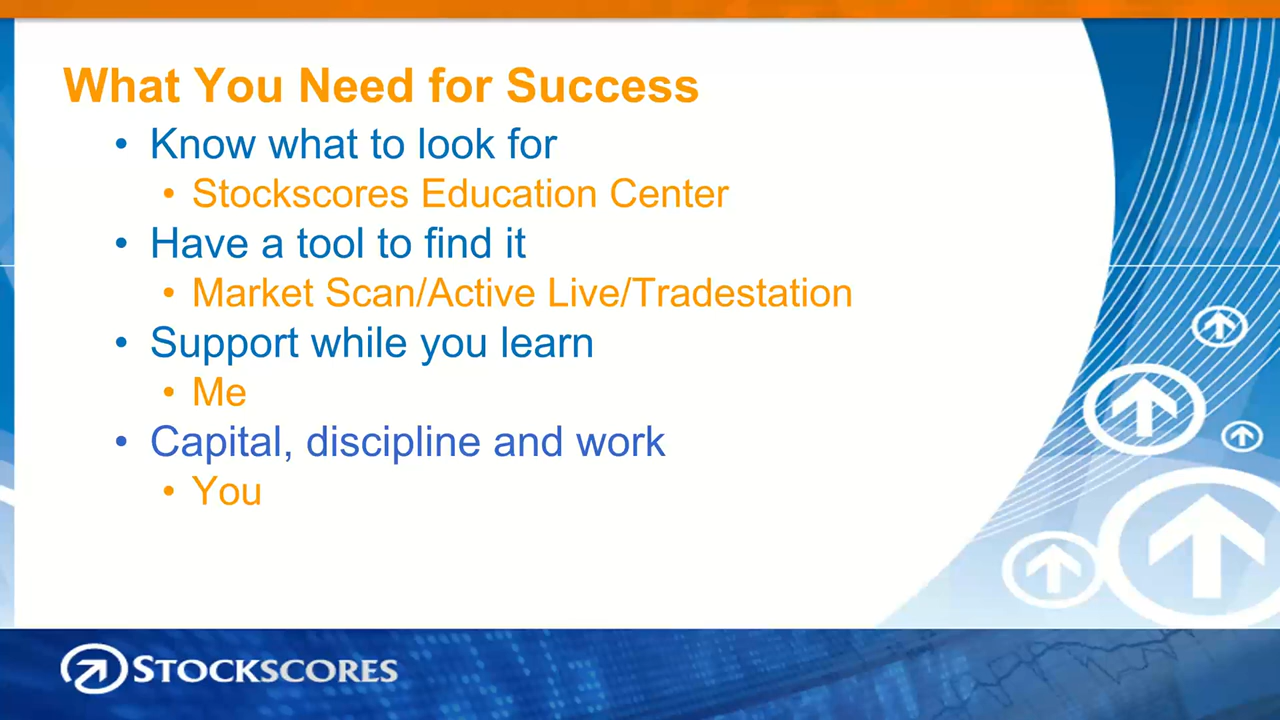 What You Need for Success
• Know what to look for
• Stockscores Education Center
• Have a tool to find it
• Market Scan/Active Live/Tradestation
• Support while you learn
• Me
• Capital, discipline and work
• You
STOCKSCORES